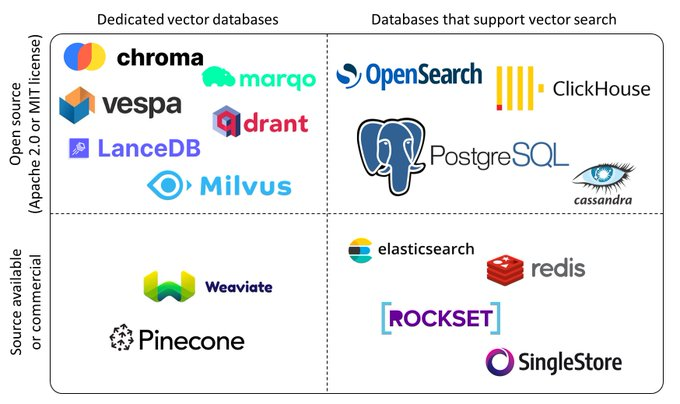 Dedicated vector databases
Databases that support vector search
Open source
(Apache 2.0 or MIT license)
chroma
marqo
vespa
qdrant
LanceDB
Milvus
OpenSearch
ClickHouse
PostgreSQL
cassandra
Source available
or commercial
Weaviate
Pinecone
elasticsearch
redis
[ROCKSET]
SingleStore